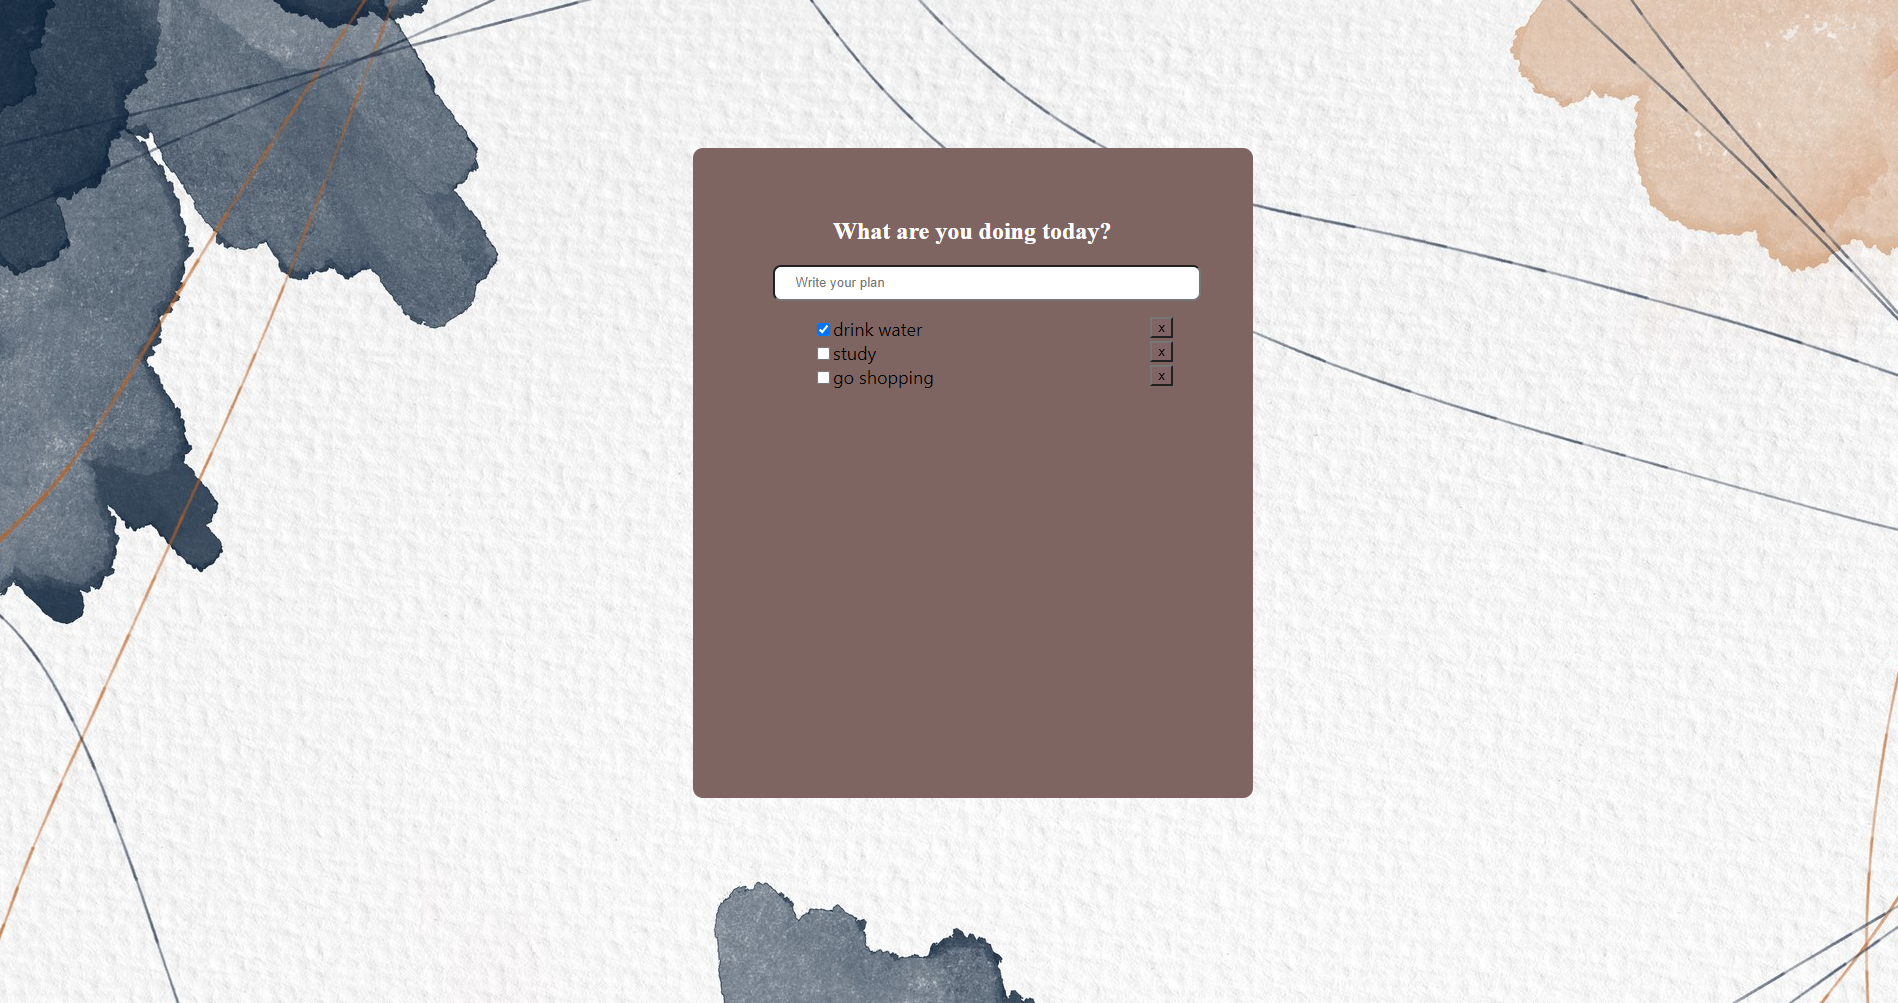 What are you doing today?
Write your plan
drink water x
study x
go shopping x